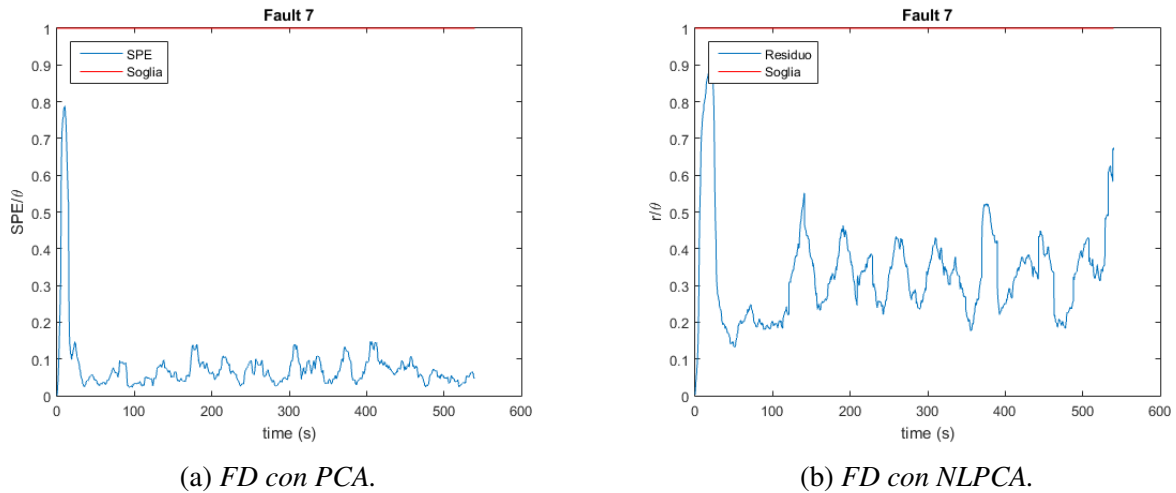 Fault 7
1
0.9
0.8
0.7
0.6
0.5
0.4
0.3
0.2
0.1
0
SPE/θ
SPE
Soglia
0 100 200 300 400 500 600
time (s)
(a) FD con PCA.
Fault 7
1
0.9
0.8
0.7
0.6
0.5
0.4
0.3
0.2
0.1
0
r/θ
Residuo
Soglia
0 100 200 300 400 500 600
time (s)
(b) FD con NLPCA.